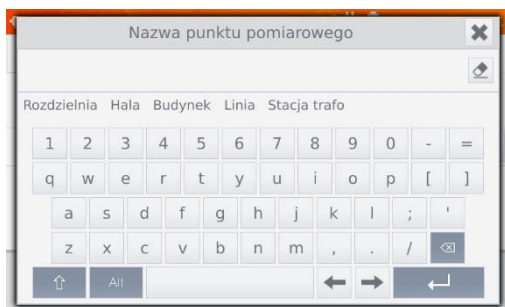 Nazwa punktu pomiarowego
Rozdzielnia Hala Budynek Linia Stacja trafo
1 2 3 4 5 6 7 8 9 0 - =
q w e r t y u i o p [ ]
a s d f g h j k l ; '
z x c v b n m , . /
Alt